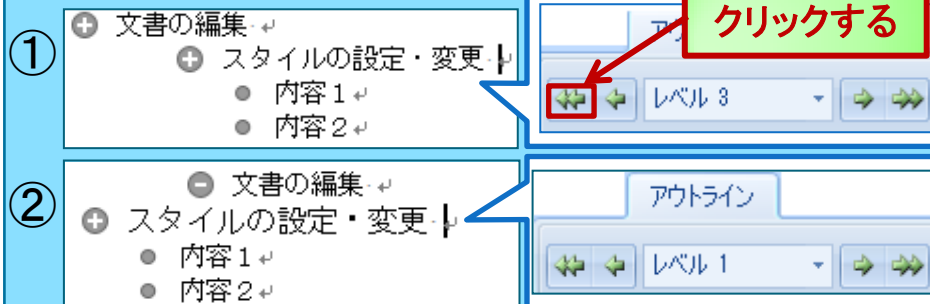 ①
文書の編集
スタイルの設定・変更
内容1
内容2
クリックする
アウ
レベル 3
②
文書の編集
スタイルの設定・変更
内容1
内容2
アウトライン
レベル 1